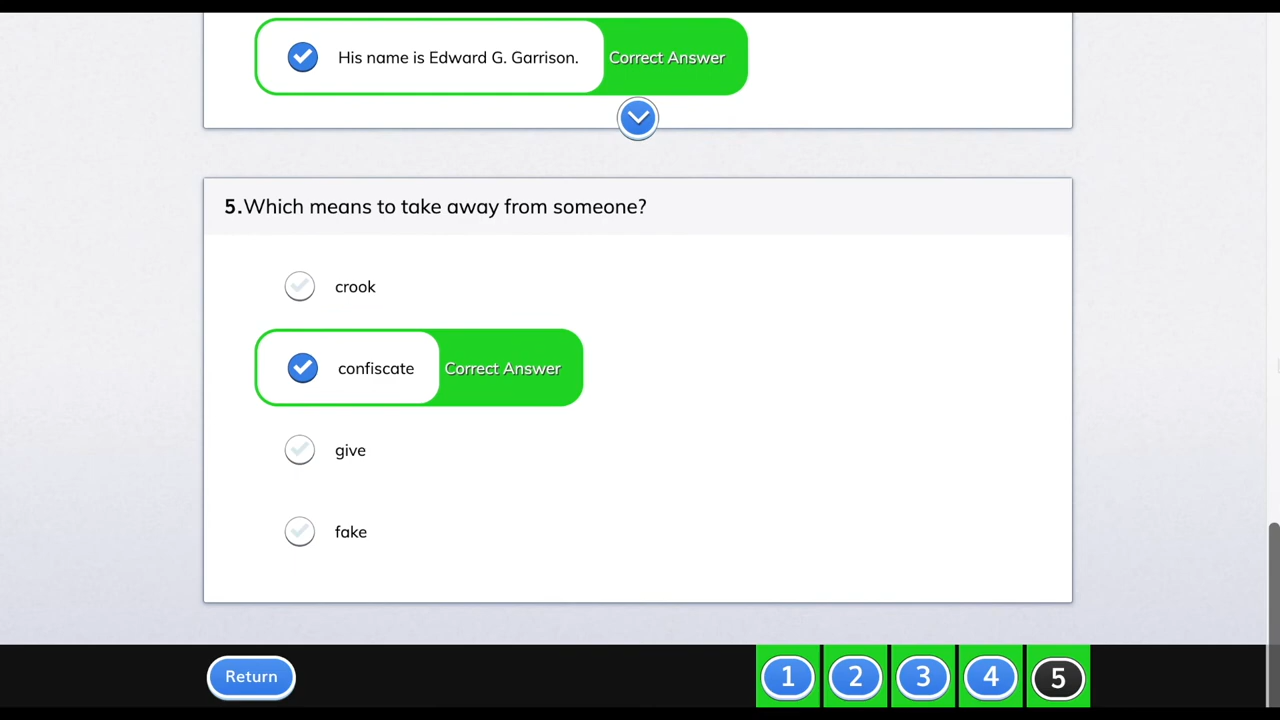 His name is Edward G. Garrison. Correct Answer
5.Which means to take away from someone?
crook
confiscate Correct Answer
give
fake
Return 1 2 3 4 5